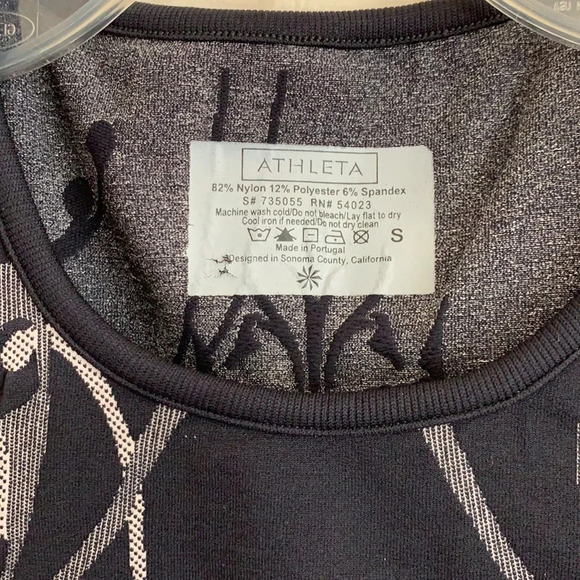 ATHLETA
82% Nylon 12% Polyester 6% Spandex
S# 735055 RN# 54023
Machine wash cold/Do not bleach/Lay flat to dry
Cool iron if needed/Do not dry clean
S
Made in Portugal
Designed in Sonoma County, California